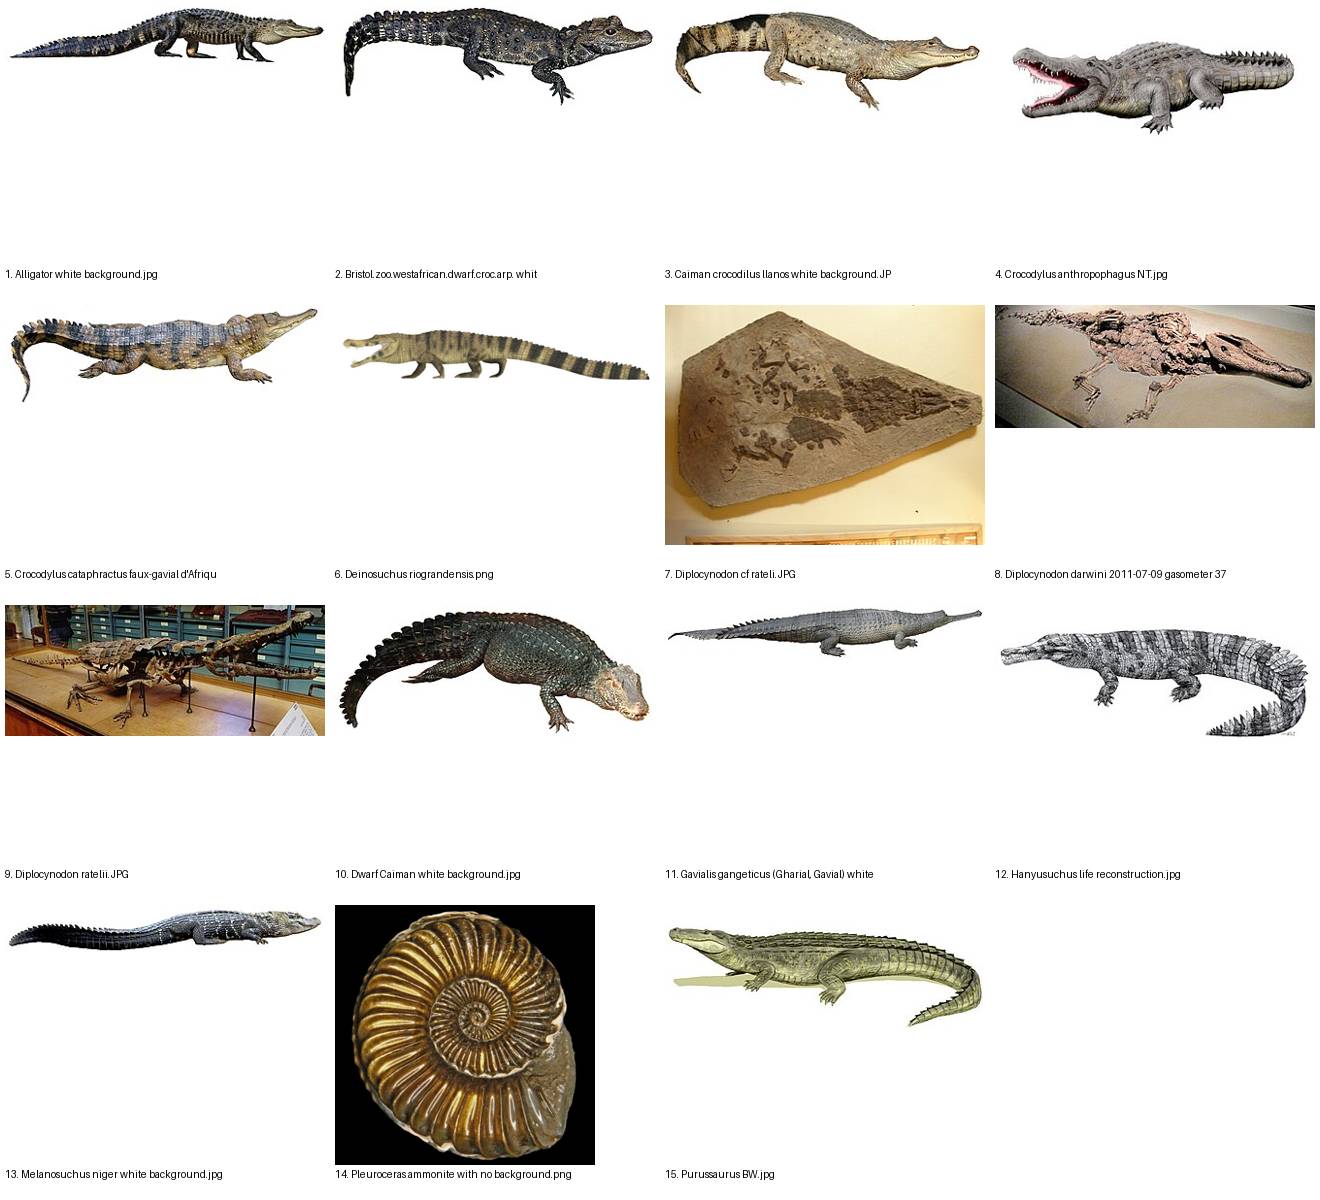 1. Alligator white background.jpg
2. Bristol.zoo.westafrican.dwarf.croc.arp. whit
3. Caiman crocodilus llanos white background.JP
4. Crocodylus anthropophagus NT.jpg
5. Crocodylus cataphractus faux-gavial d'Afriqu
6. Deinosuchus riograndensis.png
7. Diplocynodon cf rateli.JPG
8. Diplocynodon darwini 2011-07-09 gasometer 37
9. Diplocynodon ratelii.JPG
10. Dwarf Caiman white background.jpg
11. Gavialis gangeticus (Gharial, Gavial) white
12. Hanyusuchus life reconstruction.jpg
13. Melanosuchus niger white background.jpg
14. Pleuroceras ammonite with no background.png
15. Purussaurus BW.jpg